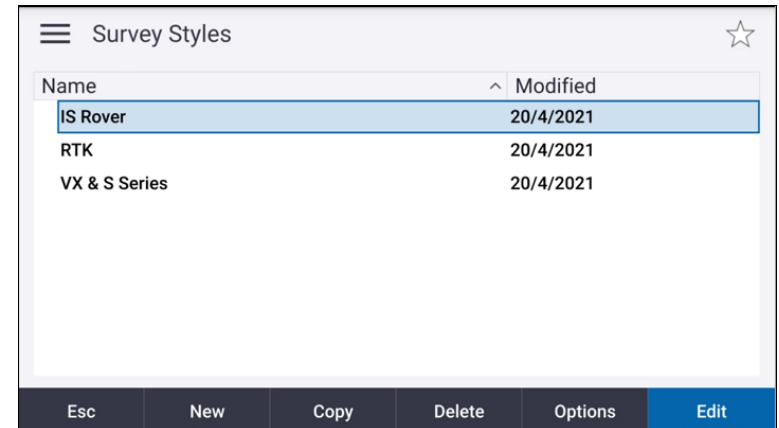 Survey Styles
Name Modified
IS Rover 20/4/2021
RTK 20/4/2021
VX & S Series 20/4/2021
Esc New Copy Delete Options Edit